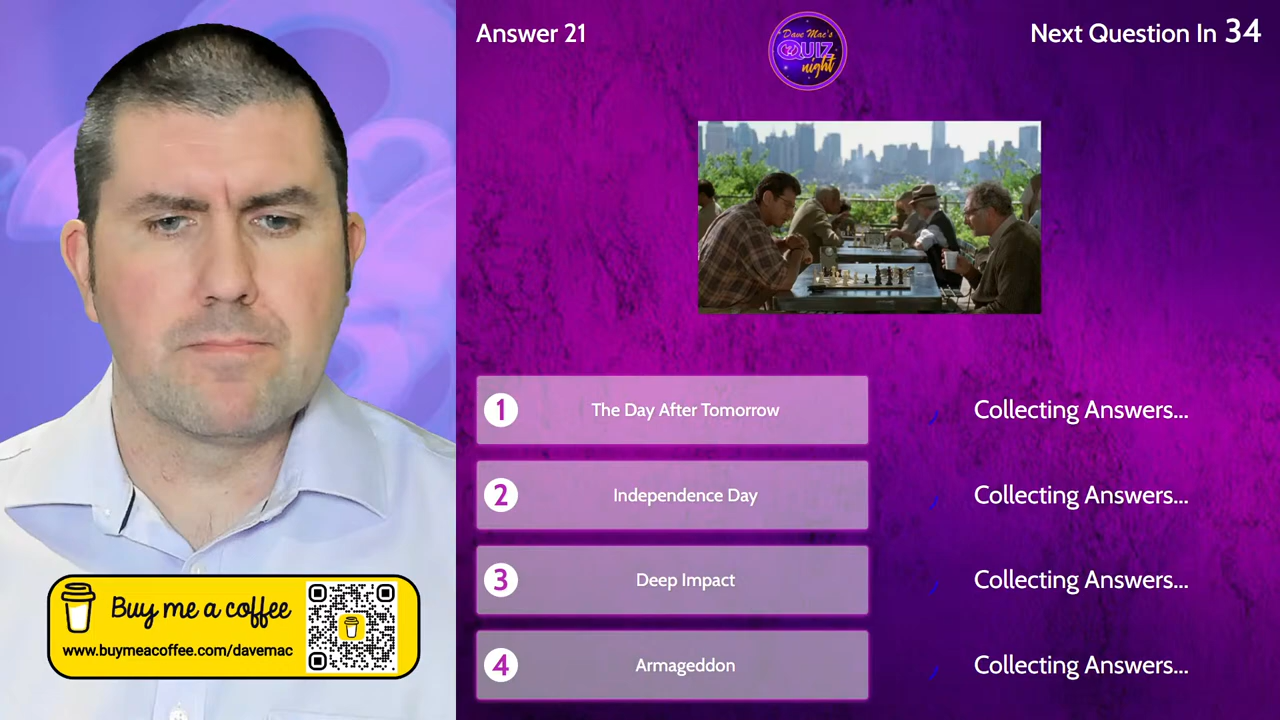 Answer 21
Dave Mac's
QUIZ
night
Next Question In 34
1 The Day After Tomorrow Collecting Answers...
2 Independence Day Collecting Answers...
3 Deep Impact Collecting Answers...
4 Armageddon Collecting Answers...
Buy me a coffee
www.buymeacoffee.com/davemac